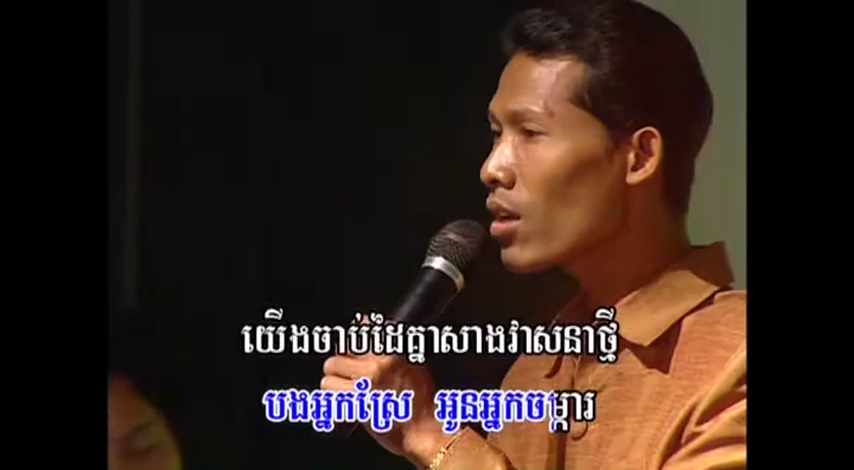 យើងចាប់ដៃគ្នាសាងវាសនាថ្មី
បងអ្នកស្រែ អូនអ្នកចម្ការ